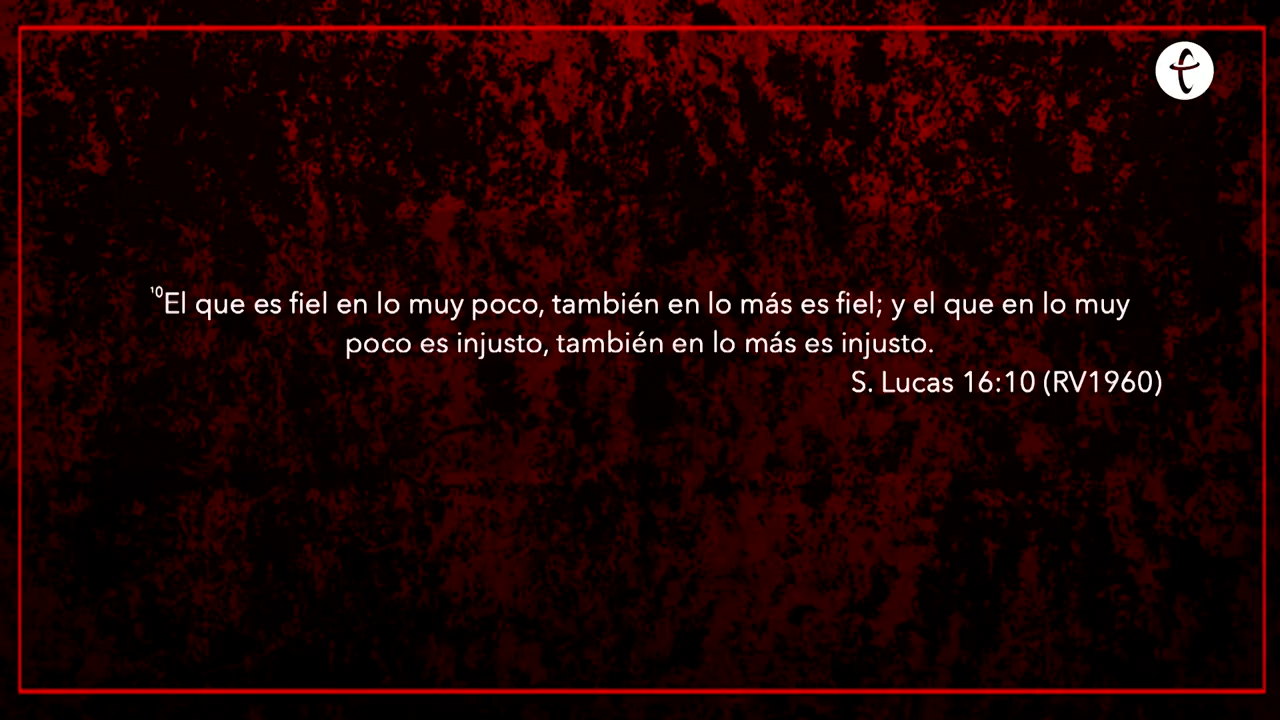 ¹⁰El que es fiel en lo muy poco, también en lo más es fiel; y el que en lo muy
poco es injusto, también en lo más es injusto.
S. Lucas 16:10 (RV1960)